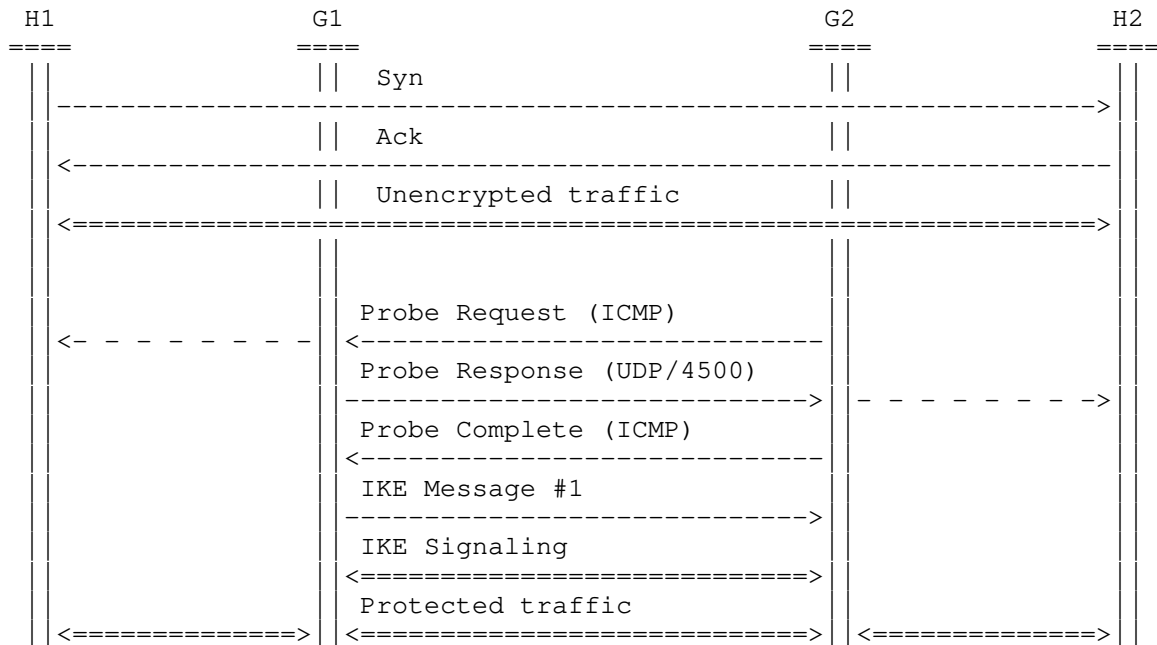 H1 G1 G2 H2
Syn
Ack
Unencrypted traffic
Probe Request (ICMP)
Probe Response (UDP/4500)
Probe Complete (ICMP)
IKE Message #1
IKE Signaling
Protected traffic